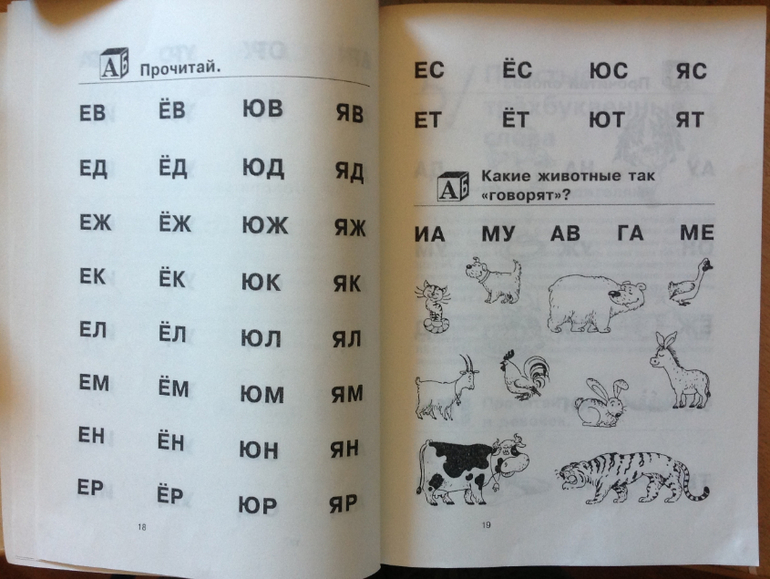 АБ Прочитай.
ЕВ ЁВ ЮВ ЯВ
ЕД ЁД ЮД ЯД
ЕЖ ЁЖ ЮЖ ЯЖ
ЕК ЁК ЮК ЯК
ЕЛ ЁЛ ЮЛ ЯЛ
ЕМ ЁМ ЮМ ЯМ
ЕН ЁН ЮН ЯН
ЕР ЁР ЮР ЯР
18
ЕС ЁС ЮС ЯС
ЕТ ЁТ ЮТ ЯТ
АБ Какие животные так
«говорят»?
ИА МУ АВ ГА МЕ
19